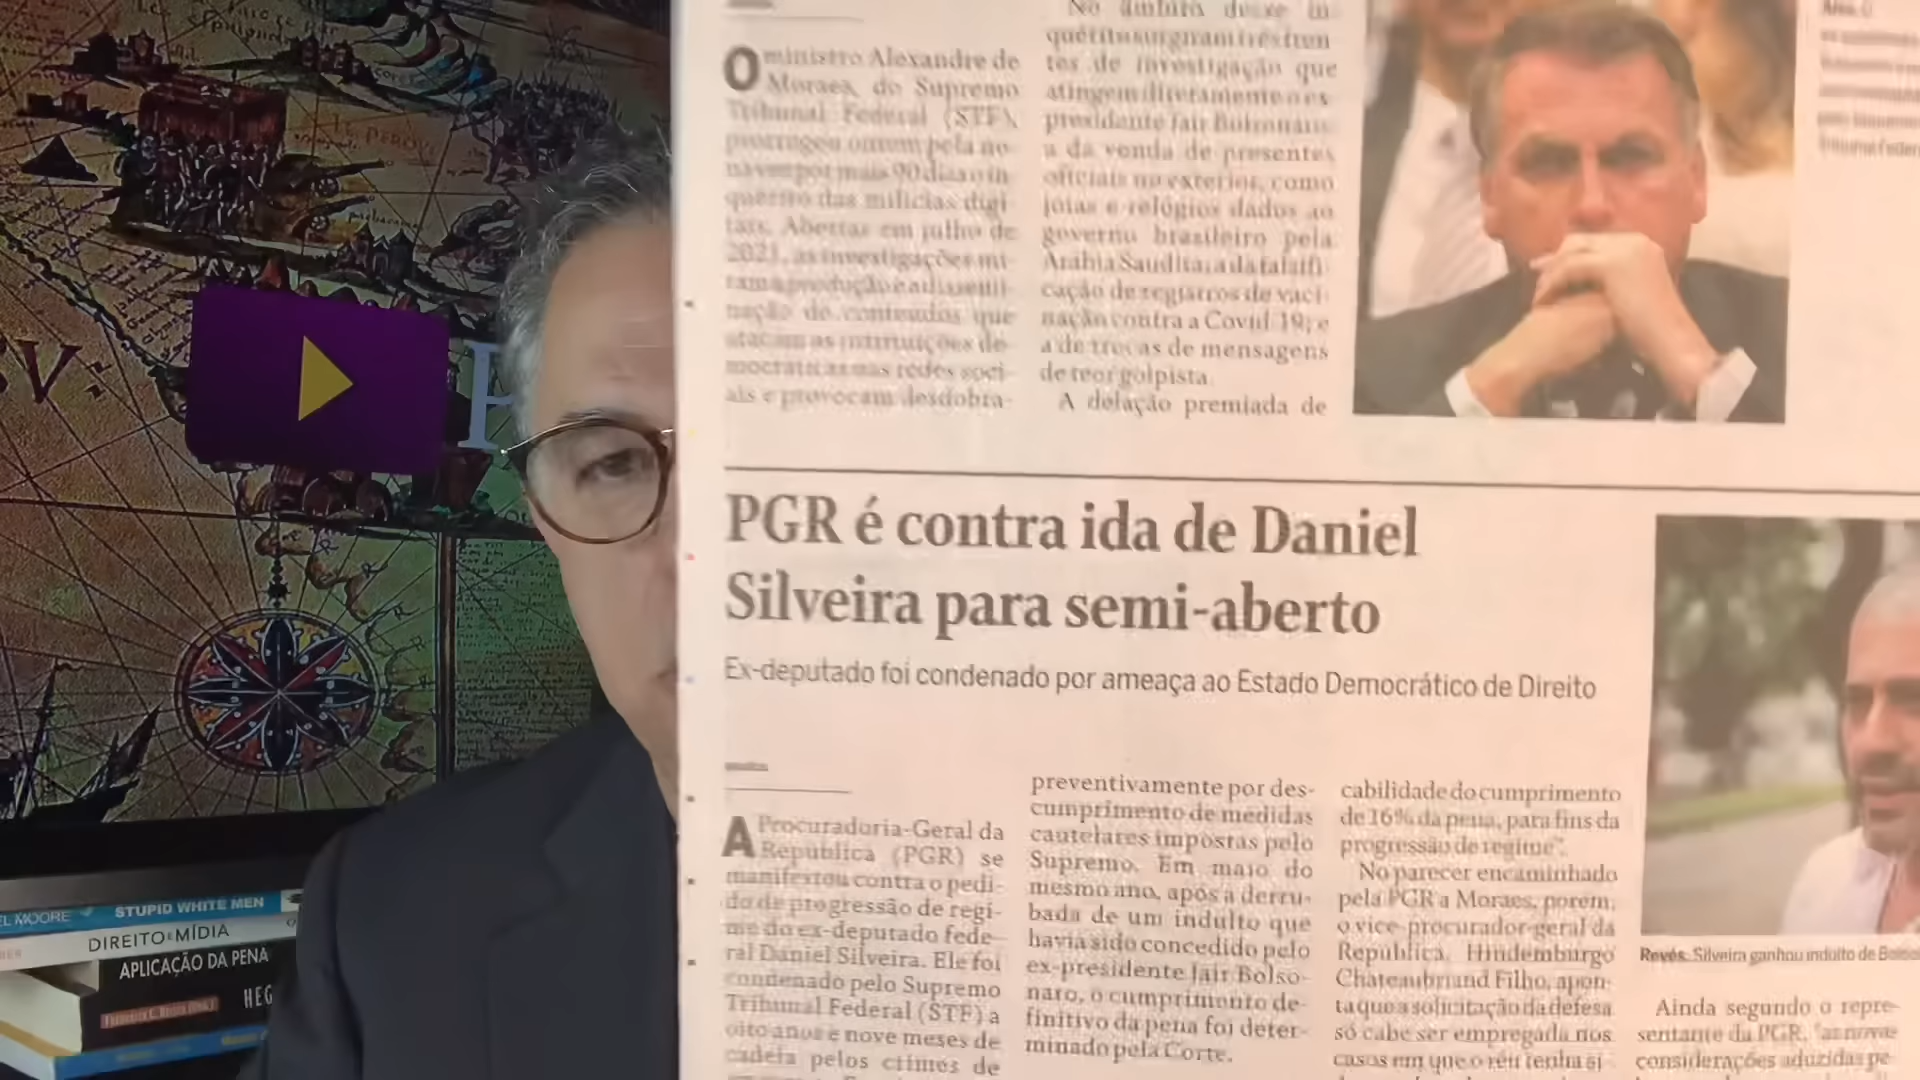 O ministro Alexandre de
Moraes, do Supremo
Tribunal Federal (STF),
prorrogou ontem pela no-
na vez por mais 90 dias o in-
quérito das milícias digi-
tais. Abertas em julho de
2021, as investigações mi-
ram a produção e a dissemi-
nação de conteúdos que
atacam as intituições de-
mocráticas nas redes soci-
ais e provocam desdobra-
No âmbito desse in-
quérito surgiram três fren-
tes de investigação que
atingem diretamente o ex-
presidente Jair Bolsonaro:
a da venda de presentes
oficiais no exterior, como
joias e relógios dados ao
governo brasileiro pela
Arábia Saudita; a da falsifi-
cação de registros de vaci-
nação contra a Covid-19; e
a de trocas de mensagens
de teor golpista.
A delação premiada de
PGR é contra ida de Daniel
Silveira para semi-aberto
Ex-deputado foi condenado por ameaça ao Estado Democrático de Direito
A Procuradoria-Geral da
República (PGR) se
manifestou contra o pedi-
do de progressão de regi-
me do ex-deputado fede-
ral Daniel Silveira. Ele foi
condenado pelo Supremo
Tribunal Federal (STF) a
oito anos e nove meses de
cadeia pelos crimes de
preventivamente por des-
cumprimento de medidas
cautelares impostas pelo
Supremo. Em maio do
mesmo ano, após a derru-
bada de um indulto que
havia sido concedido pelo
ex-presidente Jair Bolso-
naro, o cumprimento de-
finitivo da pena foi deter-
minado pela Corte.
cabilidade do cumprimento
de 16% da pena, para fins da
progressão de regime".
No parecer encaminhado
pela PGR a Moraes, porém,
o vice-procurador-geral da
República, Hindemburgo
Chateaubriand Filho, apon-
ta que a solicitação da defesa
só cabe ser empregada nos
casos em que o réu tenha si-
Revés. Silveira ganhou indulto de
Ainda segundo o repre-
sentante da PGR, "as novas
considerações aduzidas pe-
MOORE STUPID WHITE MEN
DIREITO E MÍDIA
APLICAÇÃO DA PENA
HEG